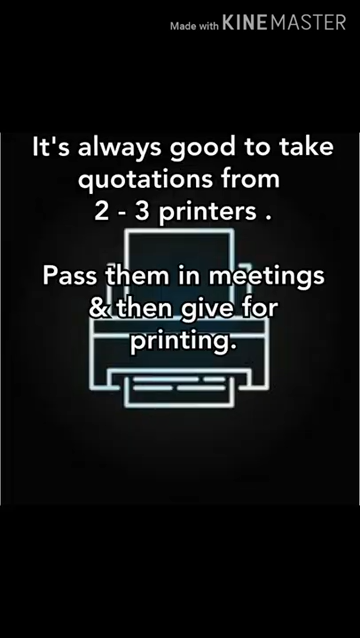 Made with KINEMASTER
It's always good to take
quotations from
2 - 3 printers .
Pass them in meetings
& then give for
printing.